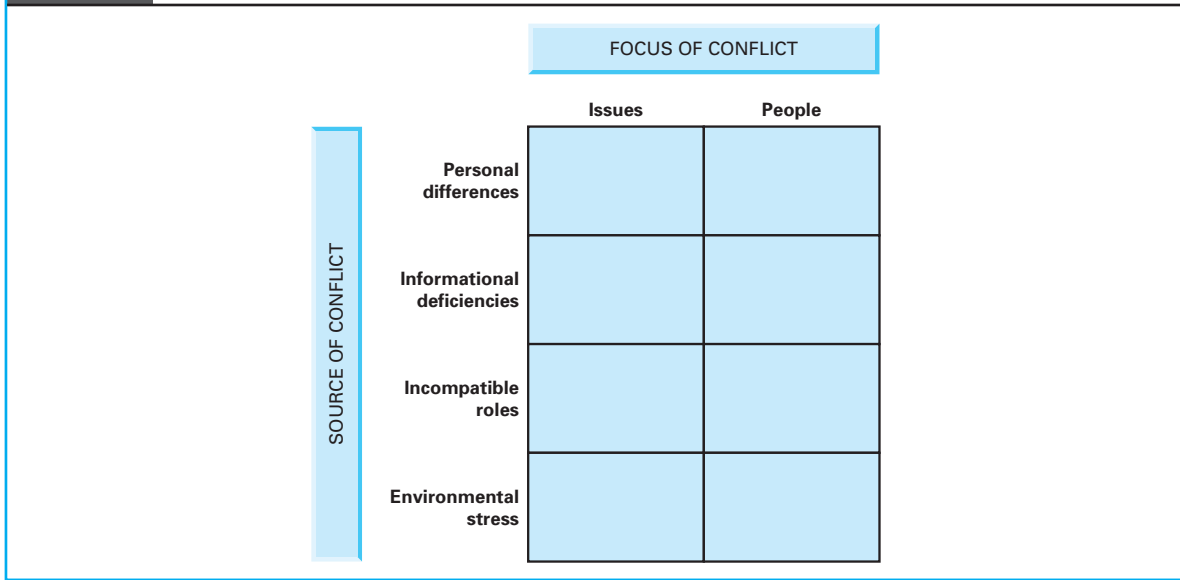 FOCUS OF CONFLICT
Issues People
SOURCE OF CONFLICT
Personal
differences
Informational
deficiencies
Incompatible
roles
Environmental
stress